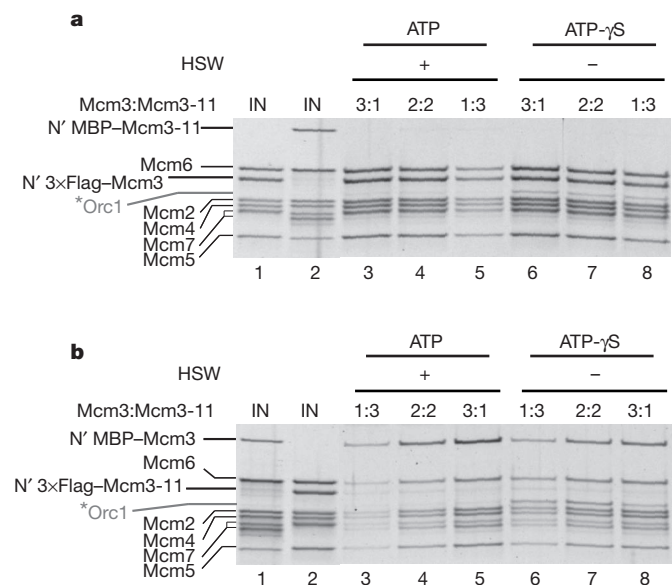 a
ATP ATP-γS
HSW + –
Mcm3:Mcm3-11 IN IN 3:1 2:2 1:3 3:1 2:2 1:3
N′ MBP–Mcm3-11
Mcm6
N′ 3×Flag–Mcm3
*Orc1
Mcm2
Mcm4
Mcm7
Mcm5
1 2 3 4 5 6 7 8
b
ATP ATP-γS
HSW + –
Mcm3:Mcm3-11 IN IN 1:3 2:2 3:1 1:3 2:2 3:1
N′ MBP–Mcm3
Mcm6
N′ 3×Flag–Mcm3-11
*Orc1
Mcm2
Mcm4
Mcm7
Mcm5
1 2 3 4 5 6 7 8